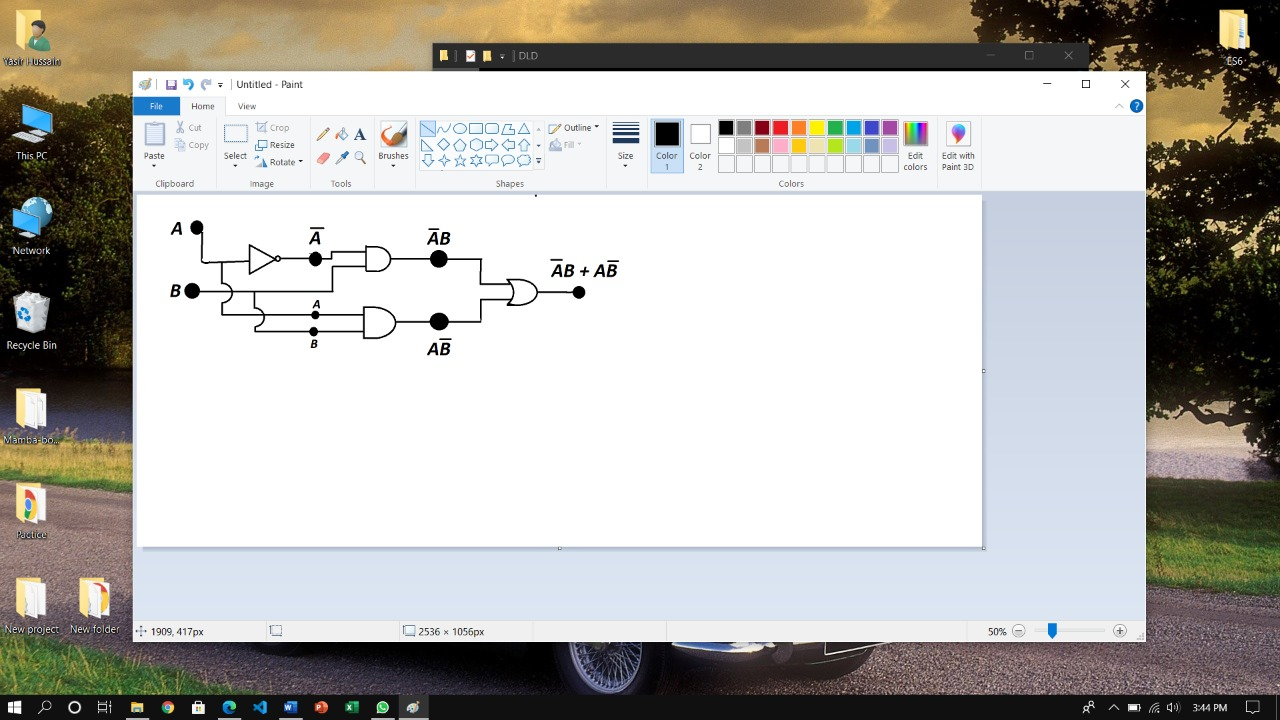 Yasir Hussain
This PC
Network
Recycle Bin
Mamba-bo...
Pactice
New project
New folder
ES6
DLD
Untitled - Paint
File Home View
Paste
Cut
Copy
Clipboard
Select
Crop
Resize
Rotate
Image
A
Tools
Brushes
Outline
Fill
Shapes
Size
Color 1
Color 2
Edit colors
Edit with Paint 3D
Colors
?
A
A̅
A̅B
B
A
B
A̅B + AB̅
AB̅
1909, 417px
2536 × 1056px
50%
3:44 PM